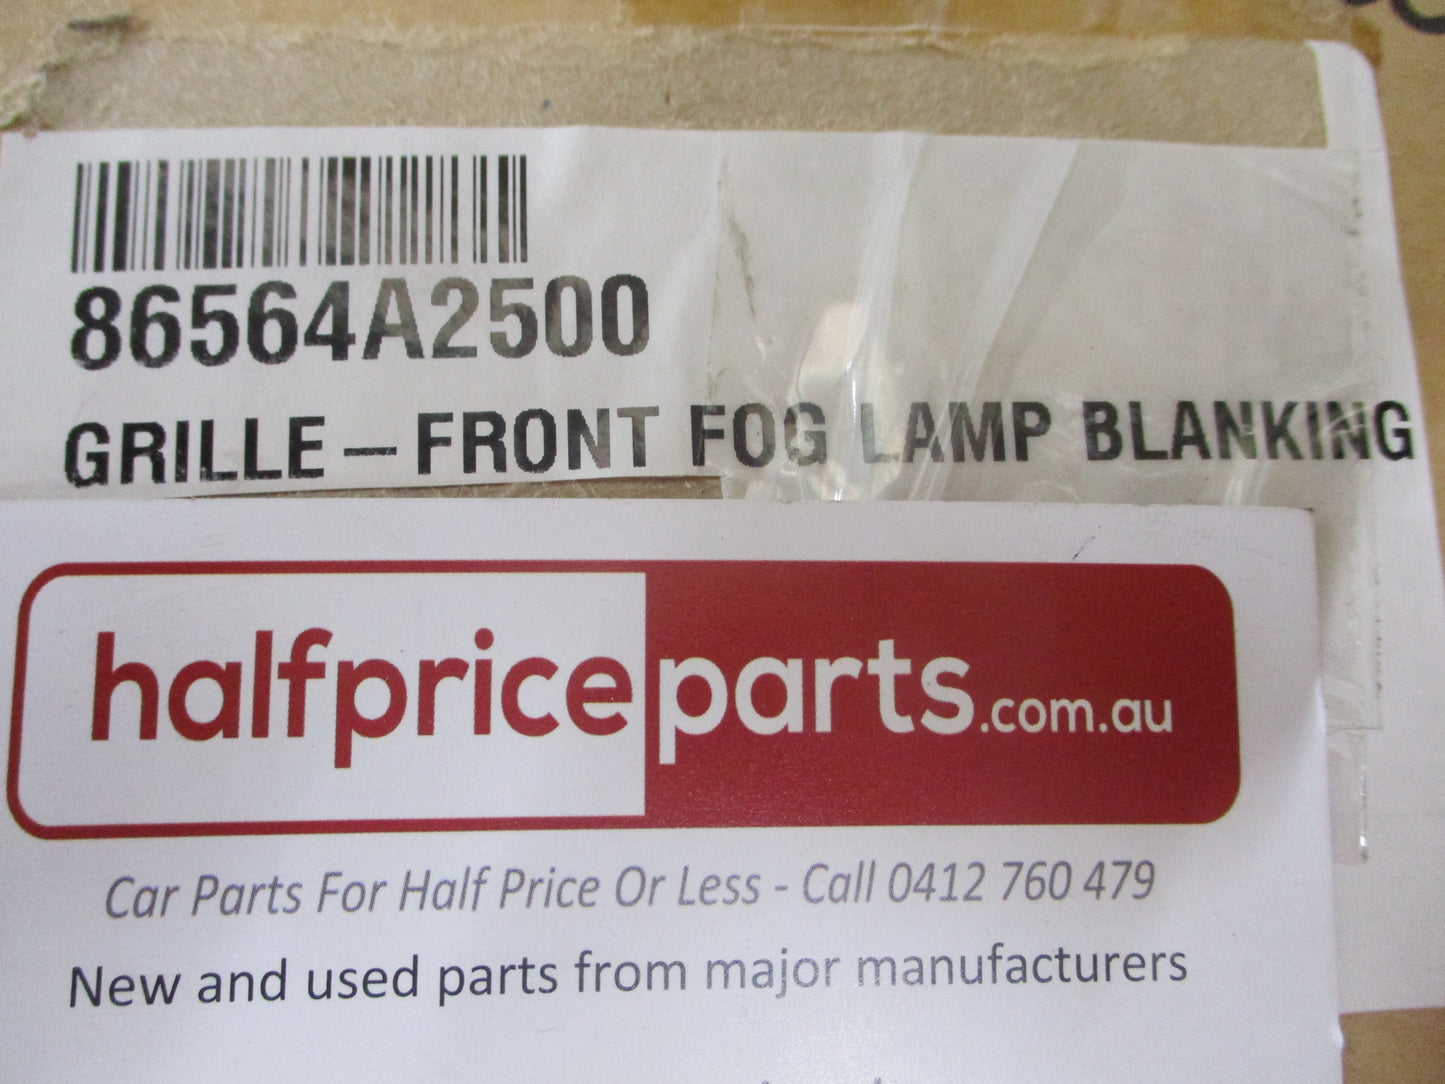 86564A2500
GRILLE - FRONT FOG LAMP BLANKING
halfpriceparts.com.au
Car Parts For Half Price Or Less - Call 0412 760 479
New and used parts from major manufacturers